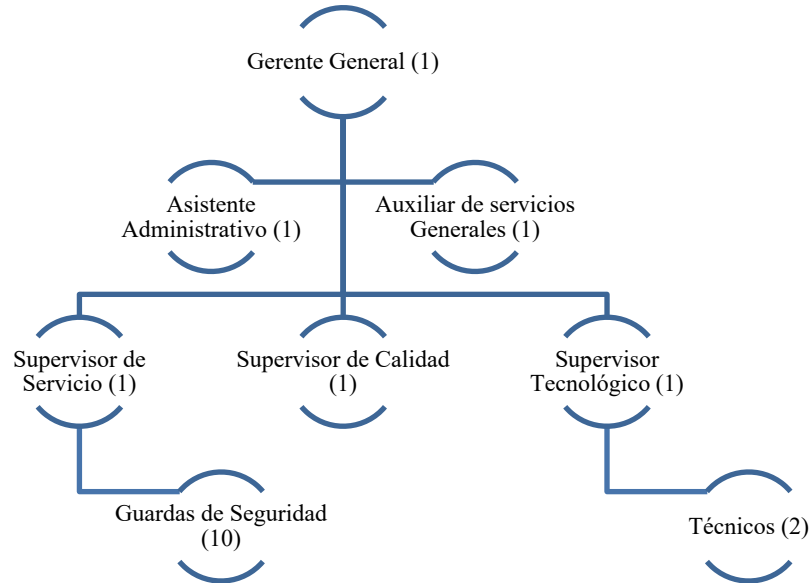 Gerente General (1)
Asistente
Administrativo (1)
Auxiliar de servicios
Generales (1)
Supervisor de
Servicio (1)
Supervisor de Calidad
(1)
Supervisor
Tecnológico (1)
Guardas de Seguridad
(10)
Técnicos (2)